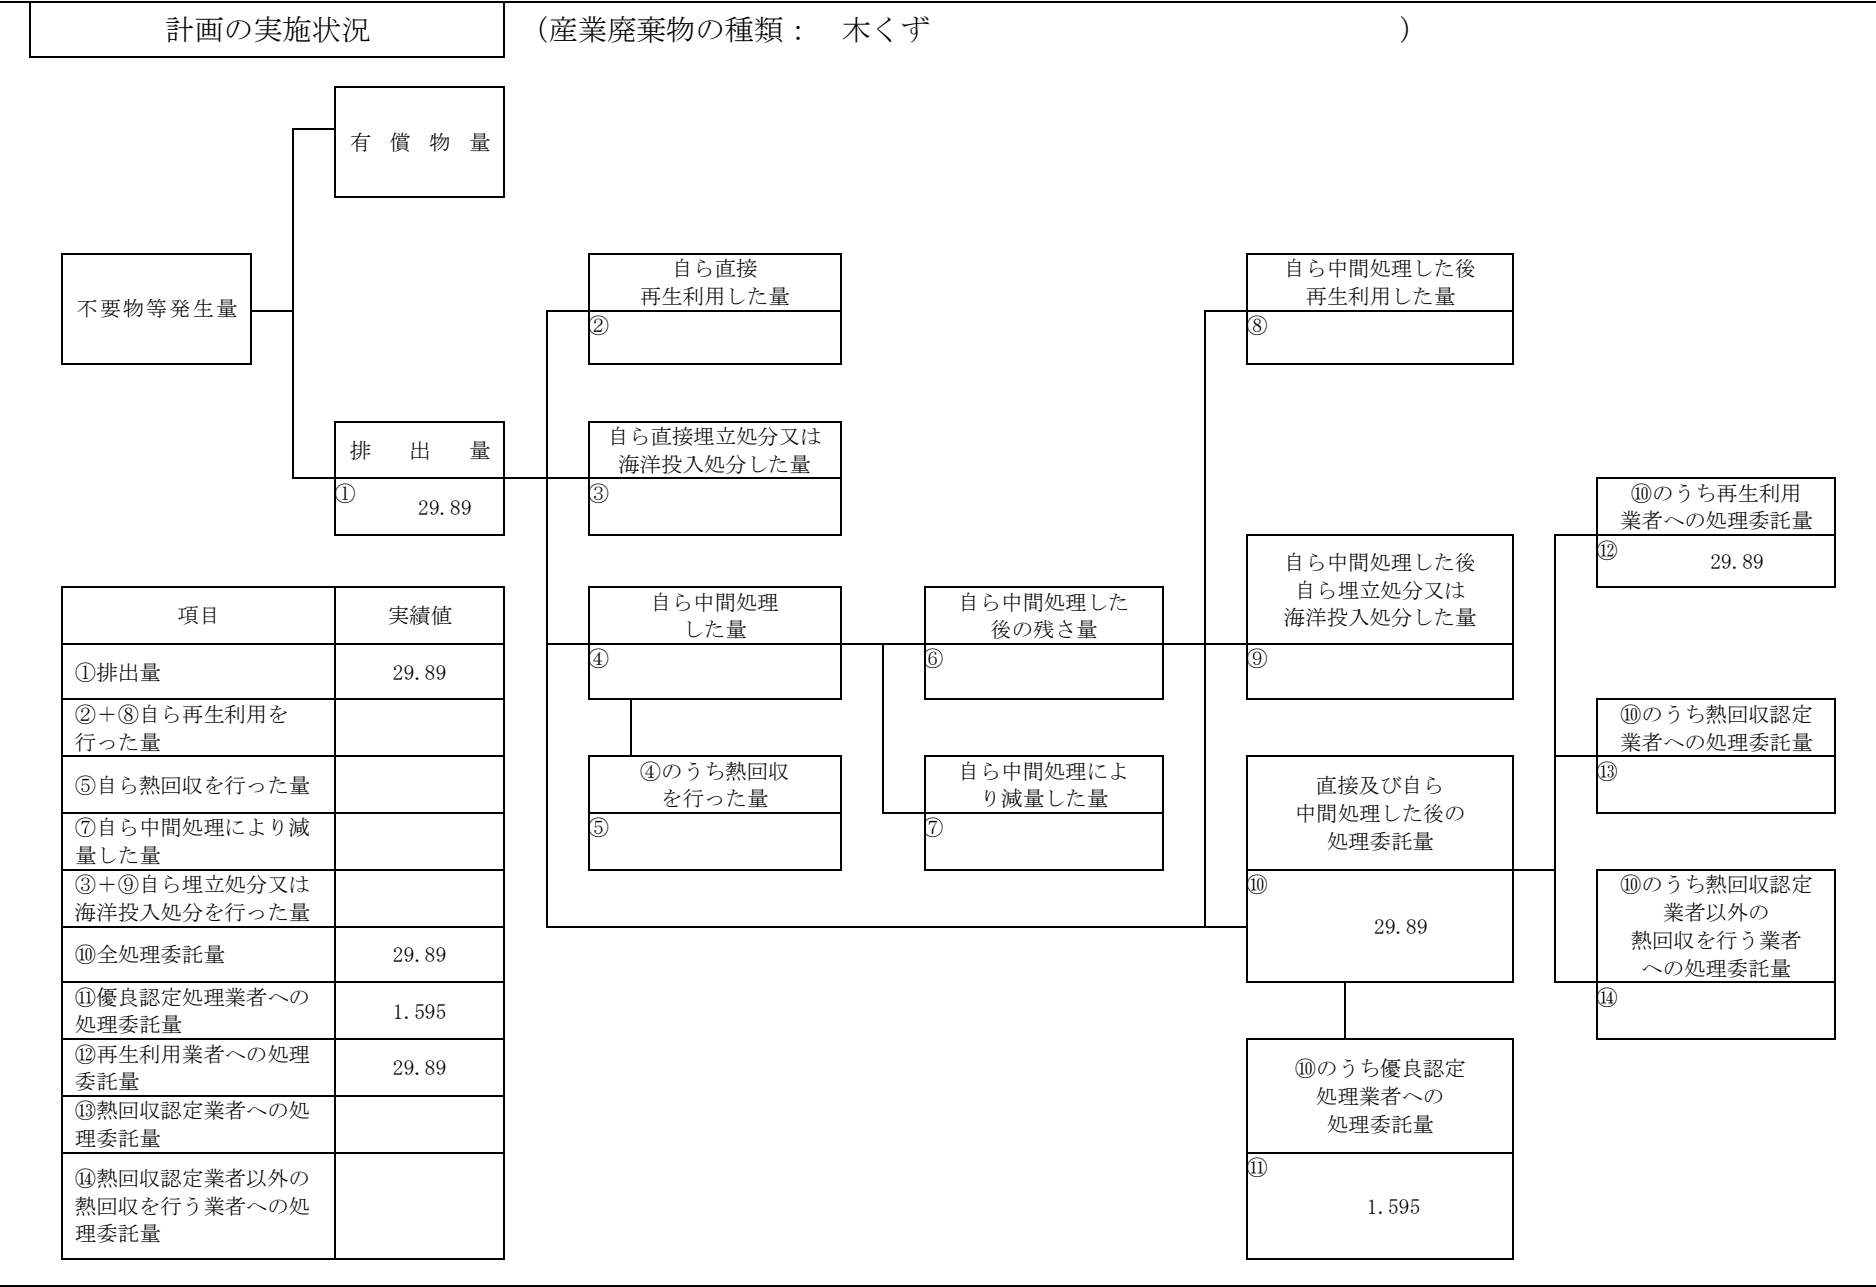 計画の実施状況
(産業廃棄物の種類： 木くず )
有償物量
不要物等発生量
排出量
①
29.89
自ら直接
再生利用した量
②
自ら直接埋立処分又は
海洋投入処分した量
③
自ら中間処理
した量
④
④のうち熱回収
を行った量
⑤
自ら中間処理した
後の残さ量
⑥
自ら中間処理によ
り減量した量
⑦
自ら中間処理した後
再生利用した量
⑧
自ら中間処理した後
自ら埋立処分又は
海洋投入処分した量
⑨
直接及び自ら
中間処理した後の
処理委託量
⑩
29.89
⑩のうち優良認定
処理業者への
処理委託量
⑪
1.595
⑩のうち再生利用
業者への処理委託量
⑫
29.89
⑩のうち熱回収認定
業者への処理委託量
⑬
⑩のうち熱回収認定
業者以外の
熱回収を行う業者
への処理委託量
⑭
項目 実績値
①排出量 29.89
②＋⑧自ら再生利用を
行った量
⑤自ら熱回収を行った量
⑦自ら中間処理により減
量した量
③＋⑨自ら埋立処分又は
海洋投入処分を行った量
⑩全処理委託量 29.89
⑪優良認定処理業者への
処理委託量
1.595
⑫再生利用業者への処理
委託量
29.89
⑬熱回収認定業者への処
理委託量
⑭熱回収認定業者以外の
熱回収を行う業者への処
理委託量